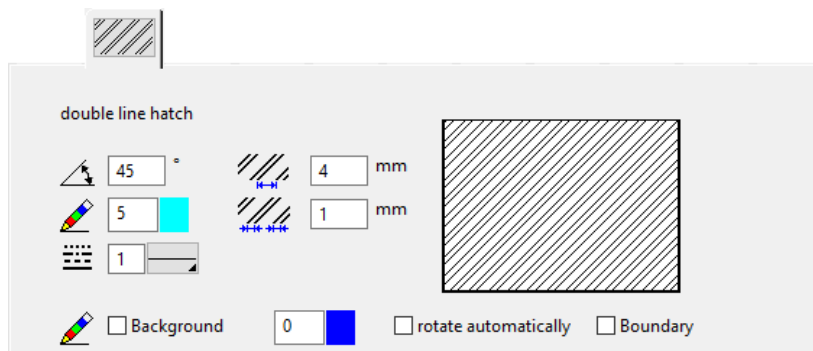 double line hatch
45 °
4 mm
5
1 mm
1
Background
0
rotate automatically
Boundary